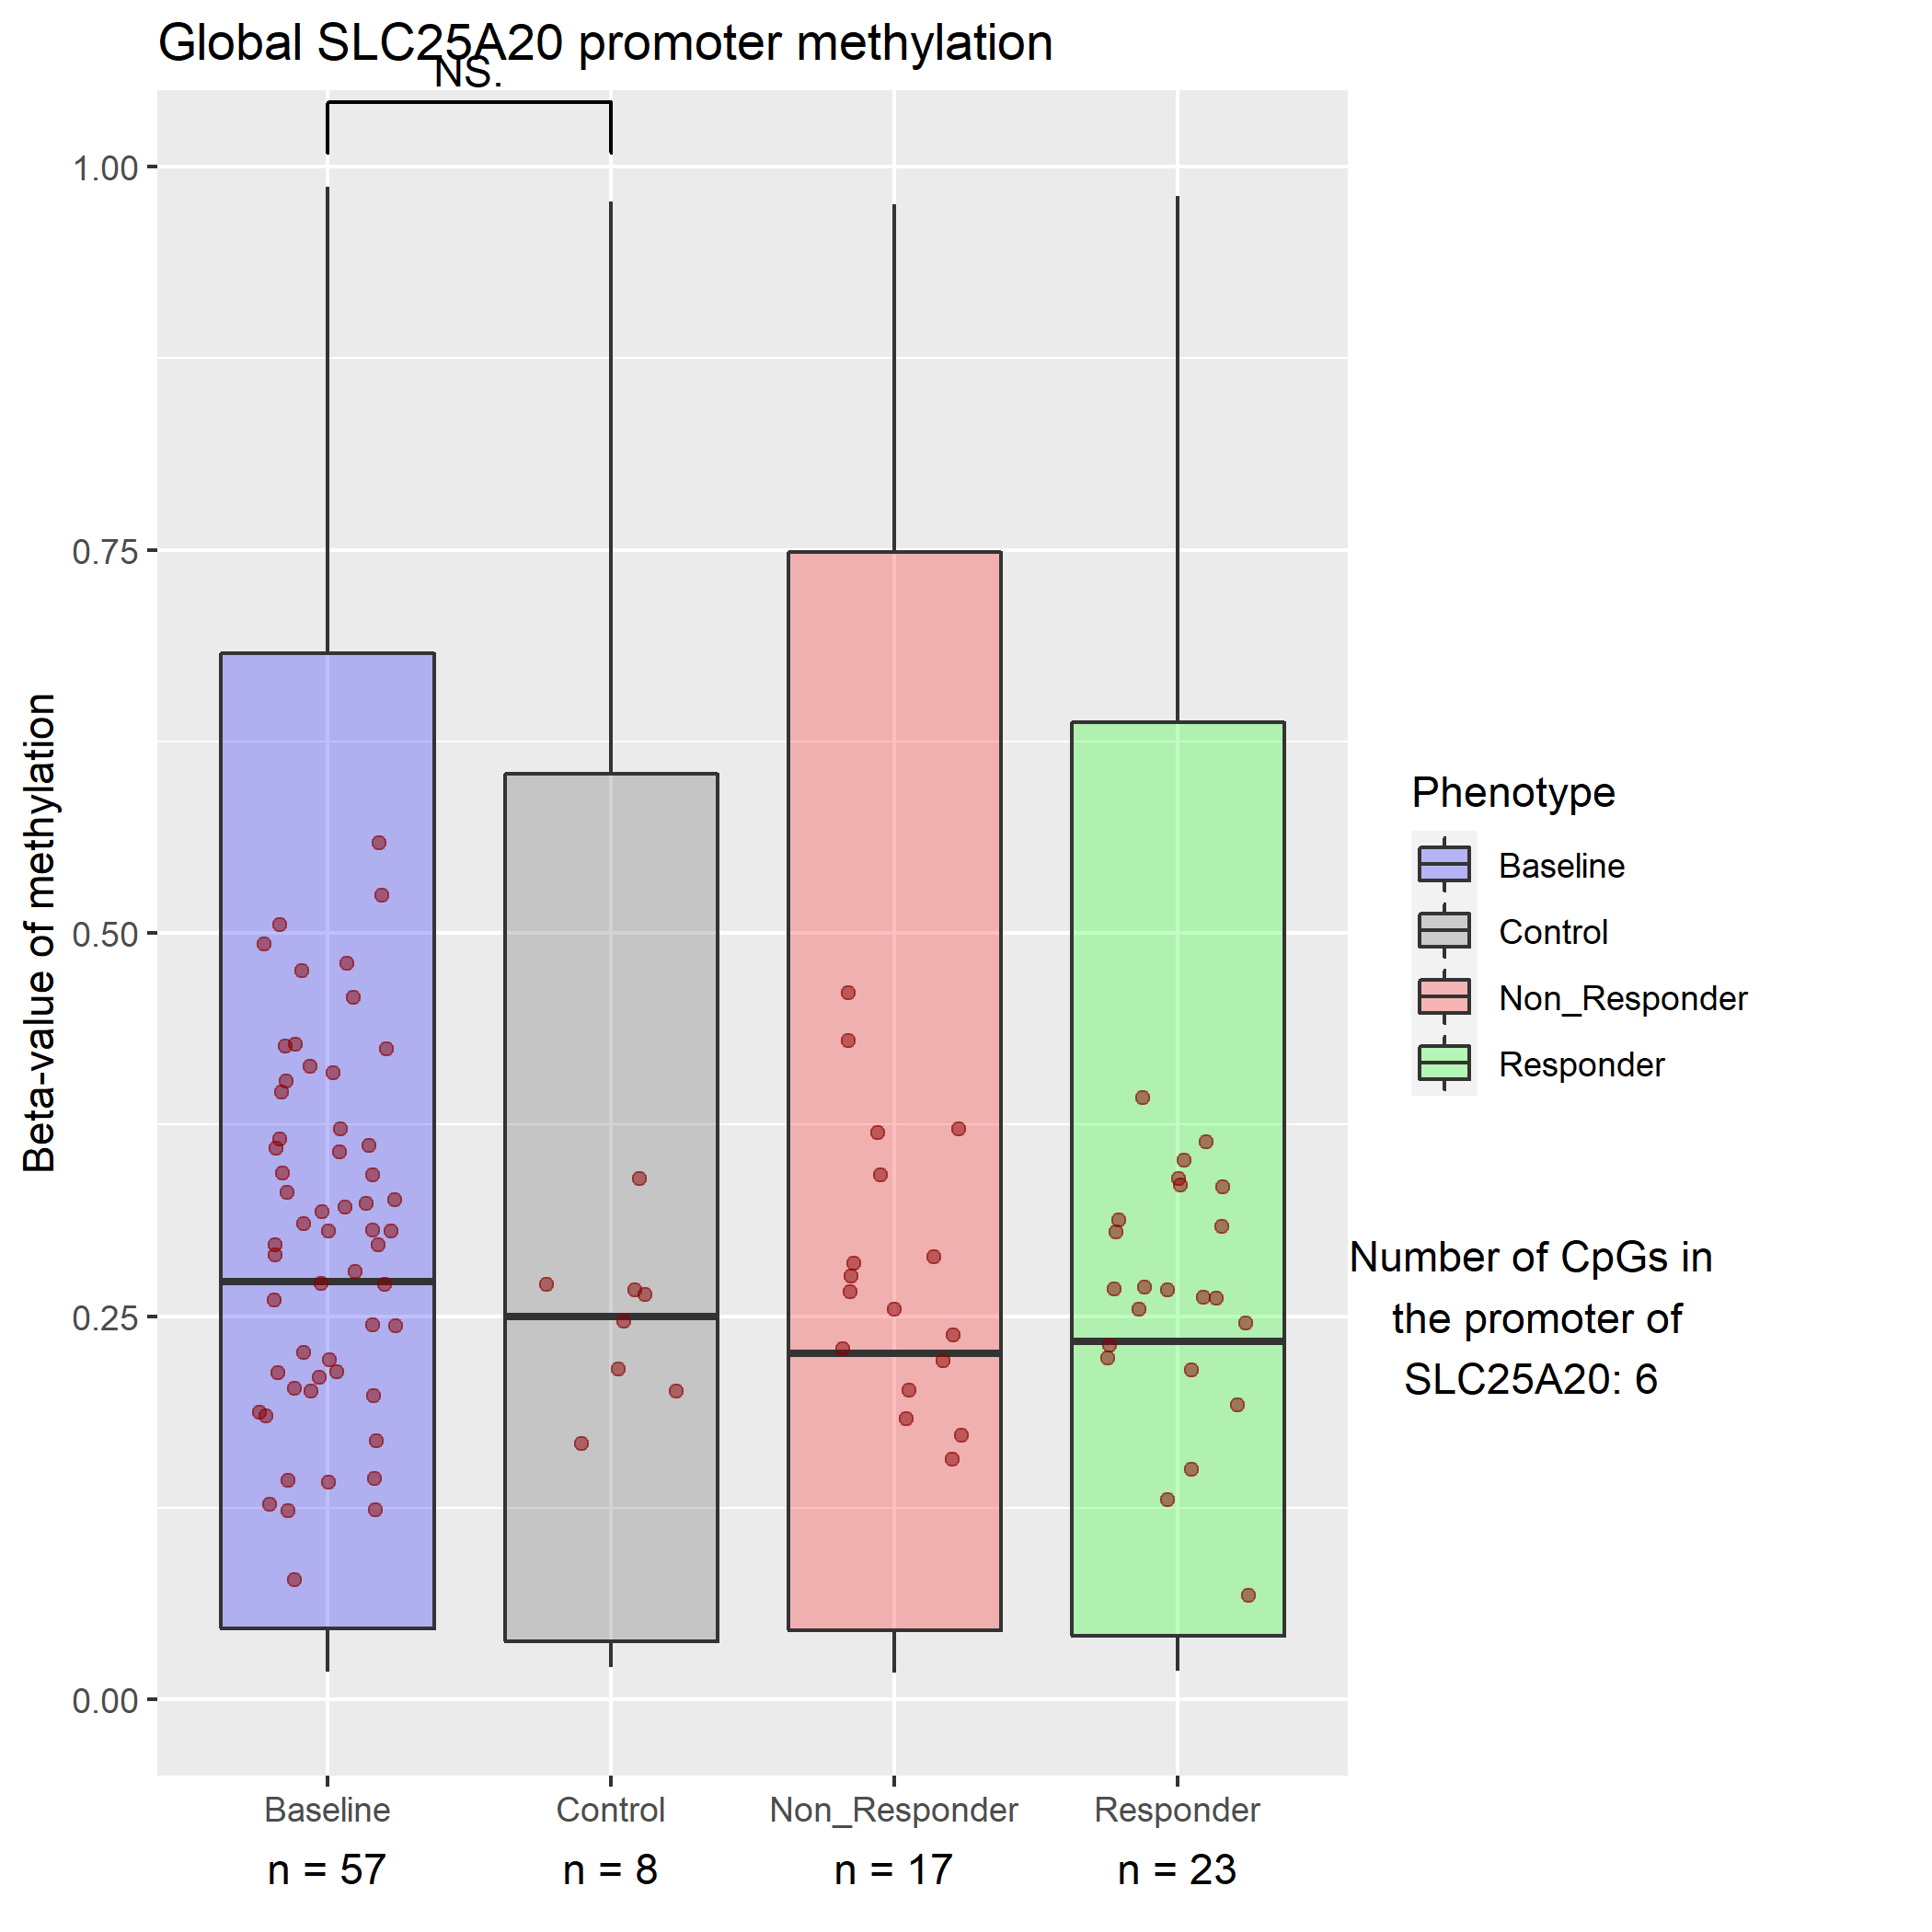 Global SLC25A20 promoter methylation
NS.
1.00
0.75
0.50
0.25
0.00
Beta-value of methylation
Baseline
Control
Non_Responder
Responder
n = 57
n = 8
n = 17
n = 23
Phenotype
Baseline
Control
Non_Responder
Responder
Number of CpGs in
the promoter of
SLC25A20: 6